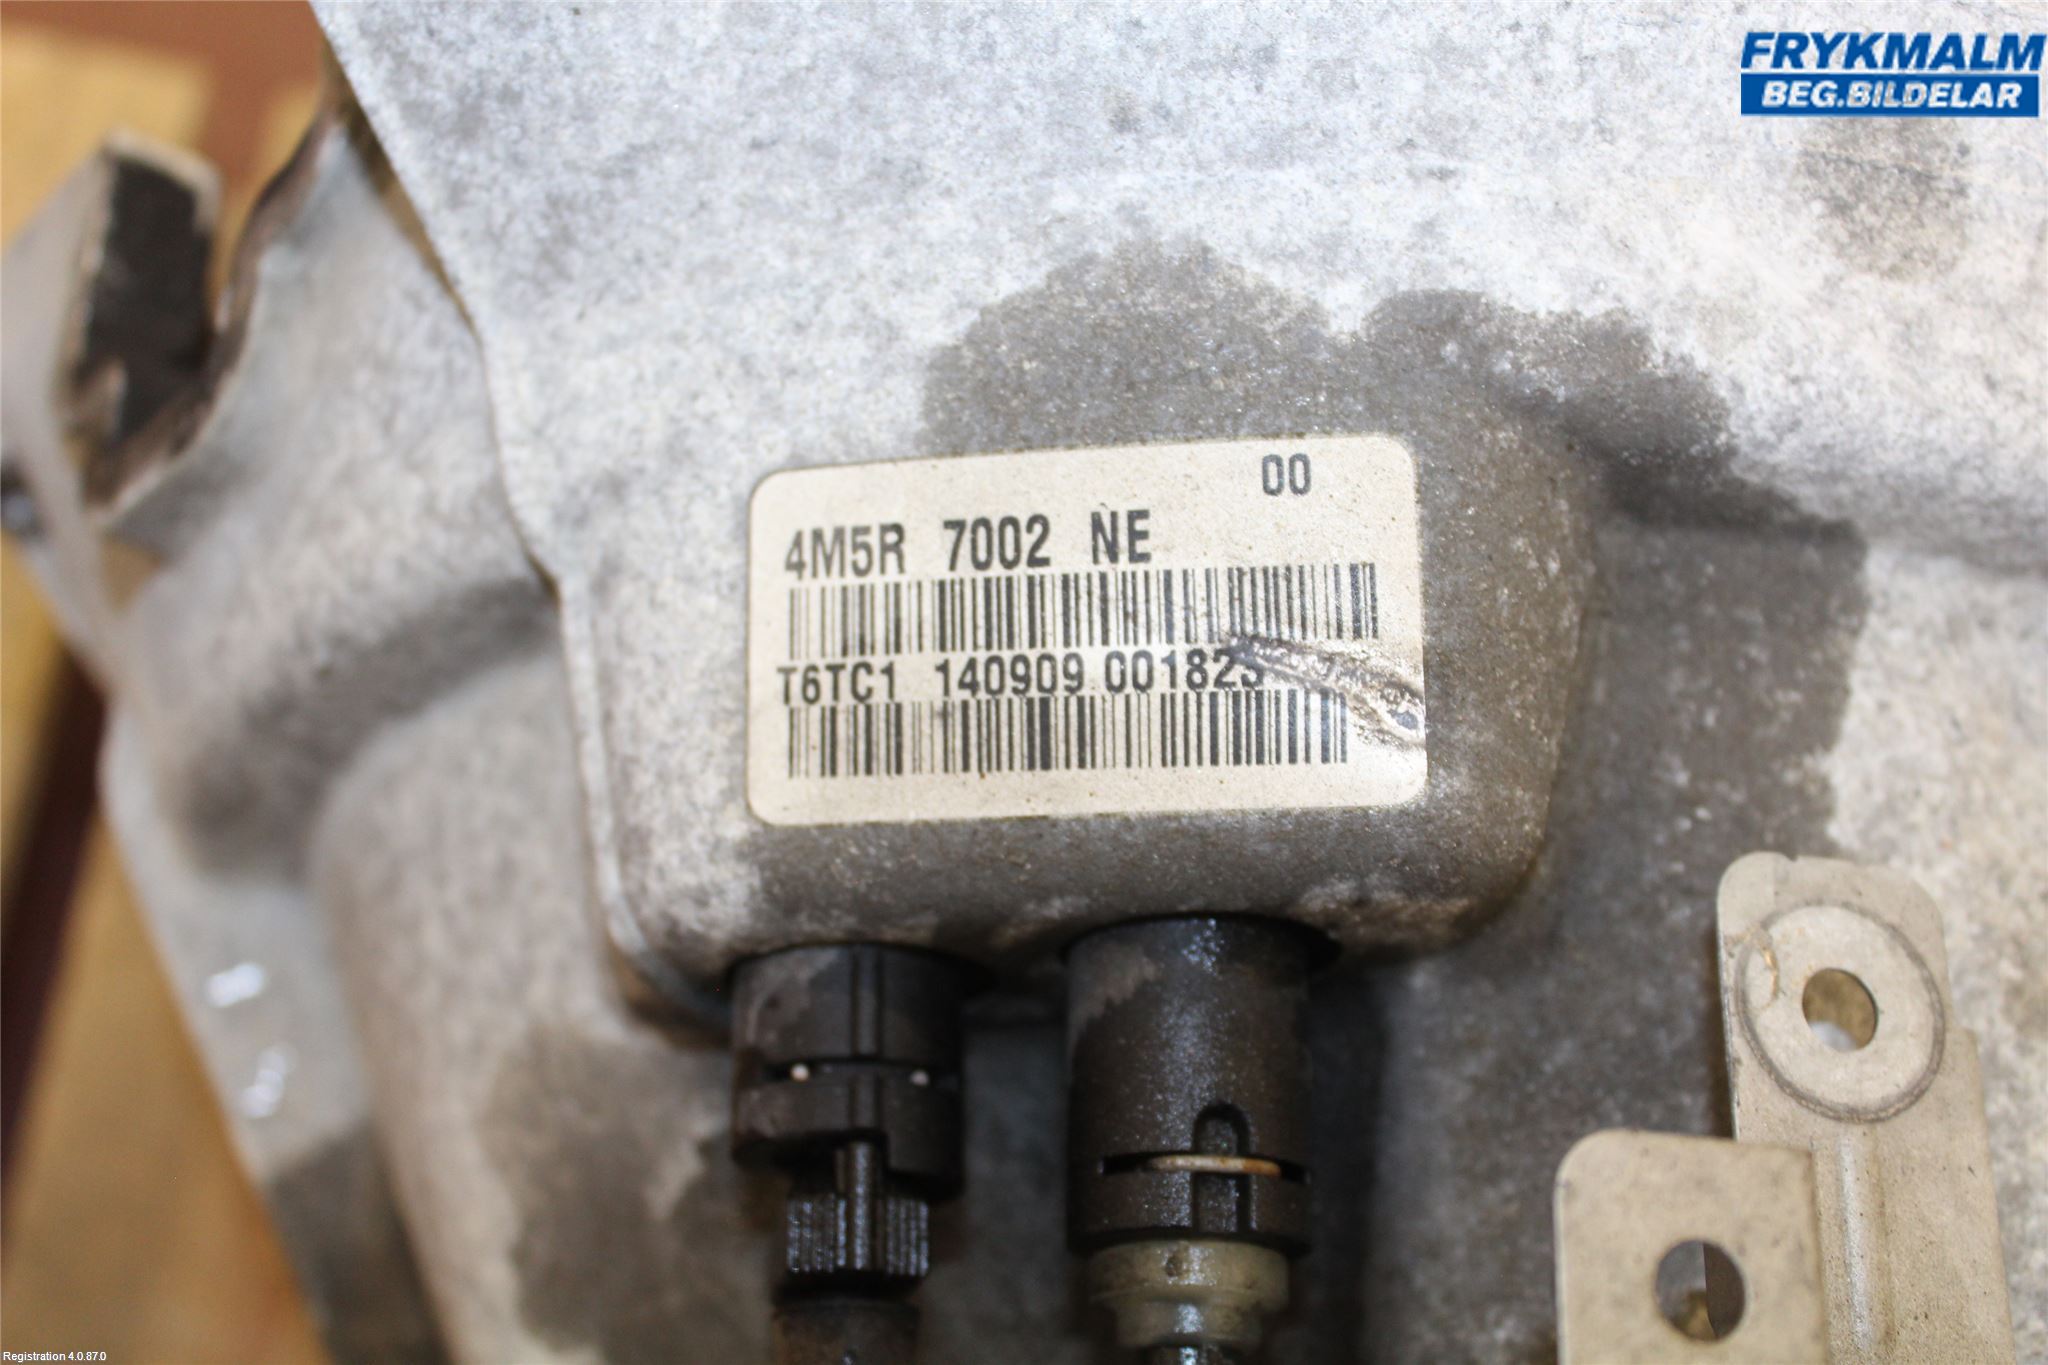 FRYKMALM
BEG.BILDELAR
00
4M5R 7002 NE
T6TC1 140909 001823
Registration 4.0.87.0